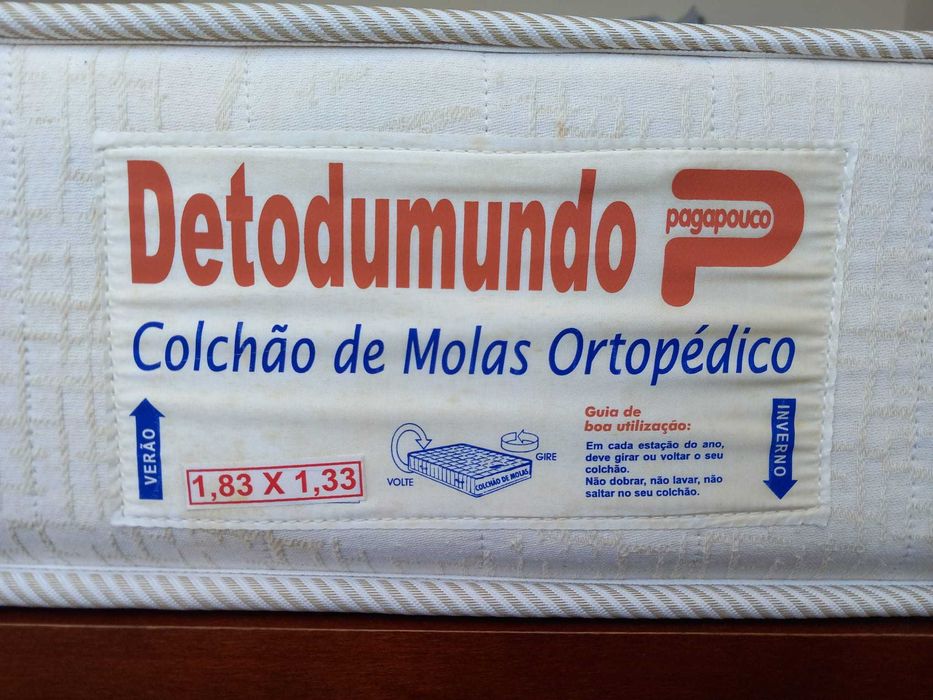 Detodumundo
pagapouco
Colchão de Molas Ortopédico
VERÃO
1,83 X 1,33
VOLTE
GIRE
COLCHÃO DE MOLAS
Guia de
boa utilização:
Em cada estação do ano,
deve girar ou voltar o seu
colchão.
Não dobrar, não lavar, não
saltar no seu colchão.
INVERNO